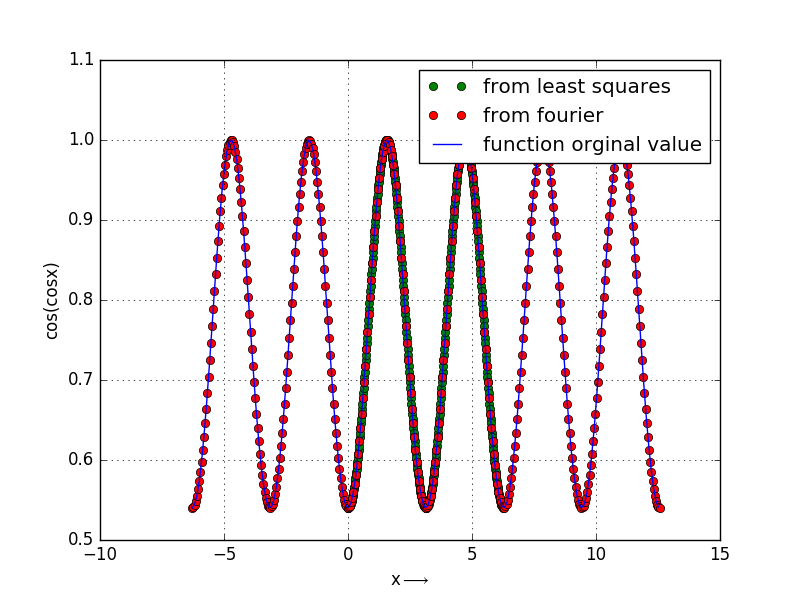 1.1
1.0
0.9
0.8
0.7
0.6
0.5
cos(cosx)
from least squares
from fourier
function orginal value
−10
−5
0
5
10
15
x⟶